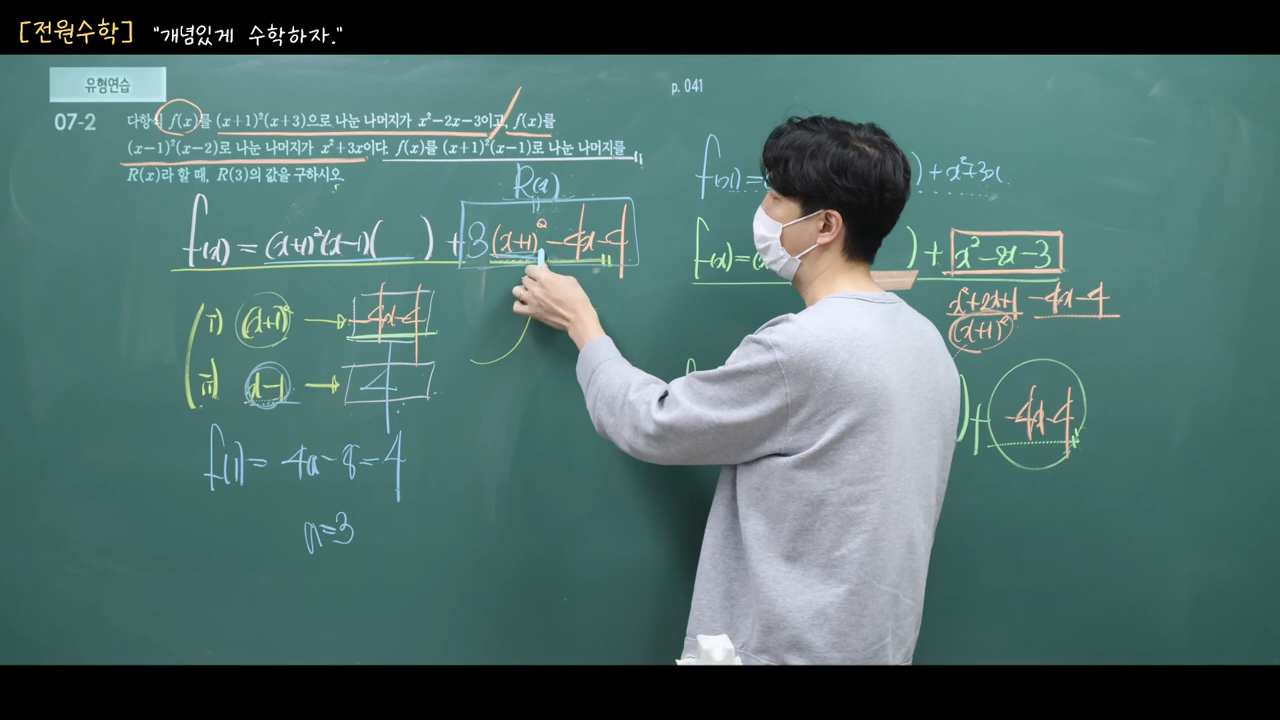 [전원수학] "개념있게 수학하자."
유형연습
p. 041
07-2 다항식 f(x)를 (x+1)²(x+3)으로 나눈 나머지가 x²-2x-3이고, f(x)를
(x-1)²(x-2)로 나눈 나머지가 x²+3x이다. f(x)를 (x+1)²(x-1)로 나눈 나머지를
R(x)라 할 때, R(3)의 값을 구하시오.
R(x)
f(x) = (x+1)²(x-1)( ) + 3(x+1)² -4x-4
i) (x+1)² → -4x-4
ii) x-1 → 4
f(1) = 4a-8=4
a=3
f(x)= ) + x²+3x
f(x)= ) + x²-2x-3
x²+2x+1 -4x-4
(x+1)²
) + -4x-4